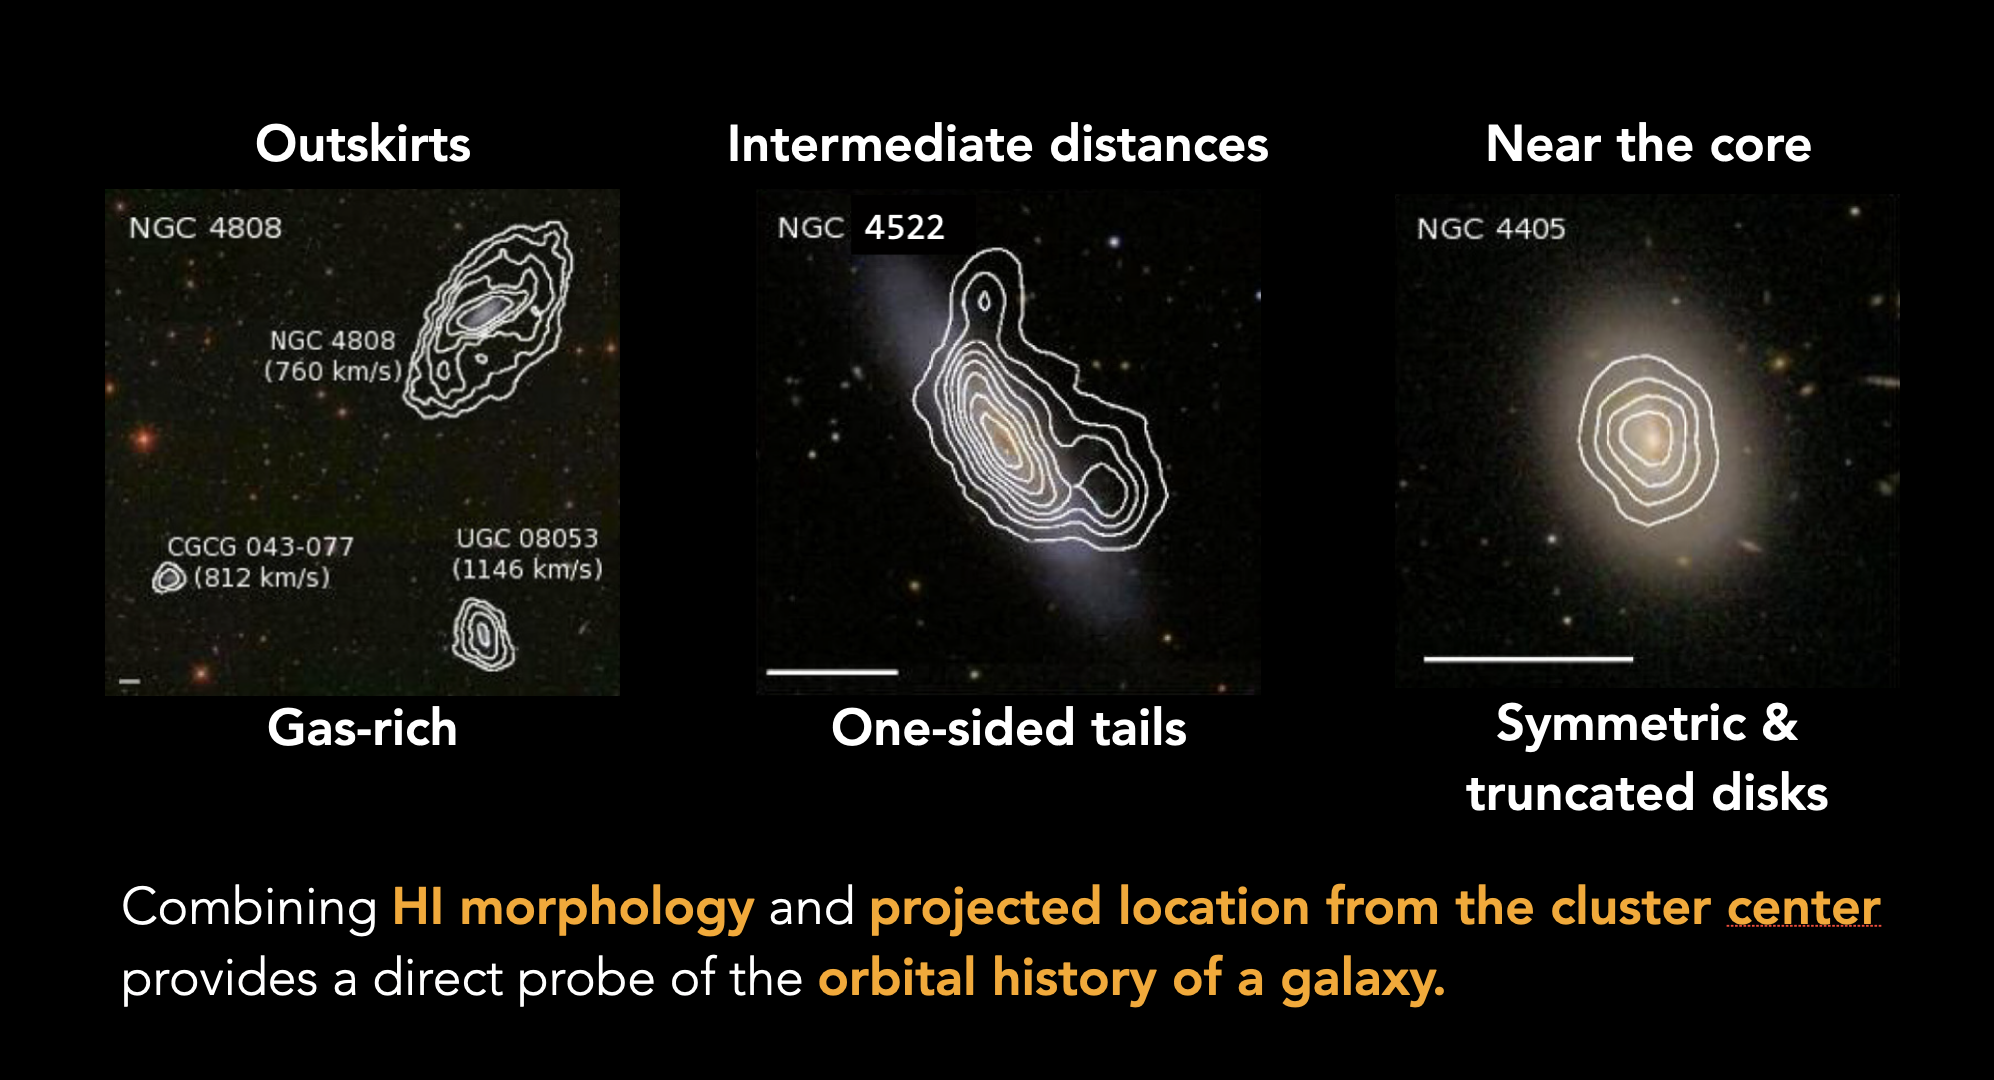 Outskirts
Intermediate distances
Near the core
NGC 4808
NGC 4808
(760 km/s)
CGCG 043-077
(812 km/s)
UGC 08053
(1146 km/s)
NGC 4522
NGC 4405
Gas-rich
One-sided tails
Symmetric &
truncated disks
Combining HI morphology and projected location from the cluster center
provides a direct probe of the orbital history of a galaxy.